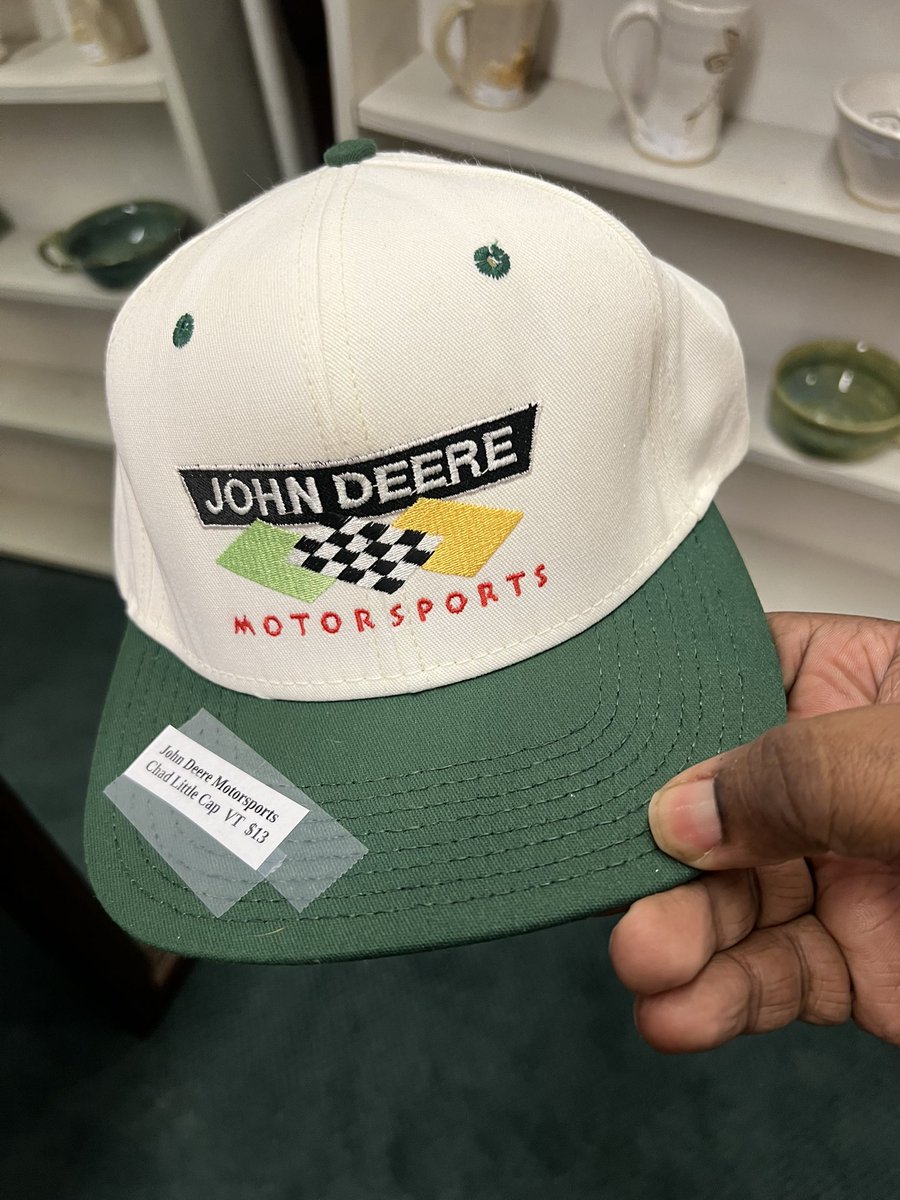 JOHN DEERE
MOTORSPORTS
John Deere Motorsports
Chad Little Cap VT $13